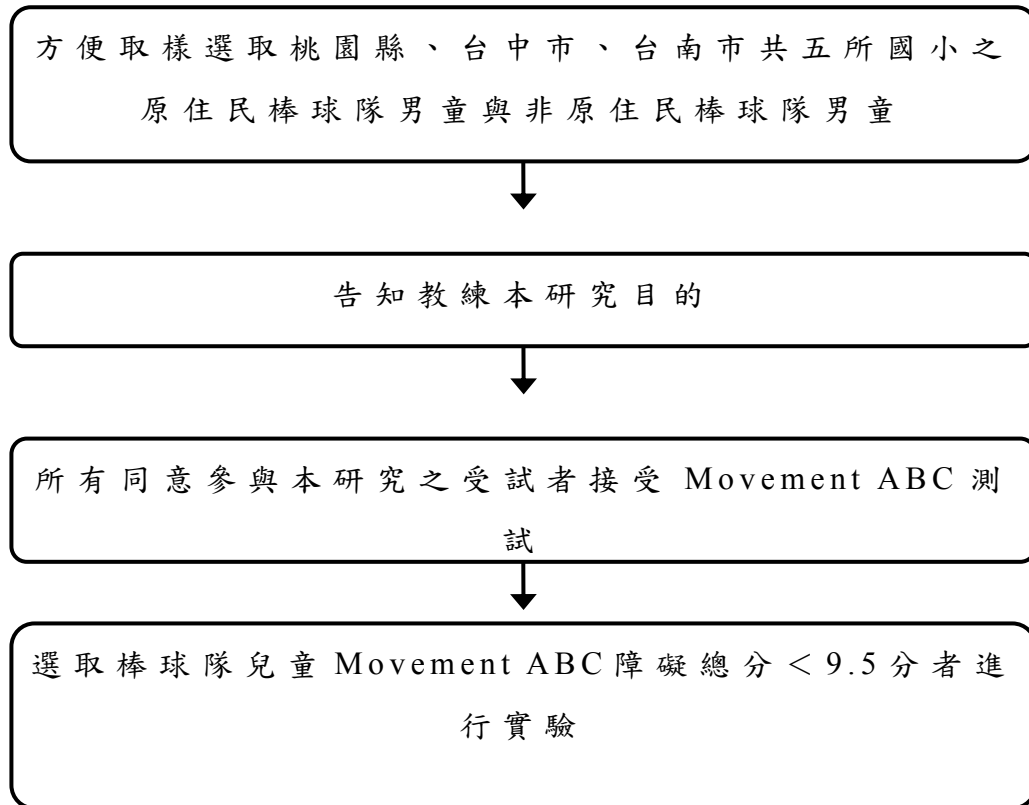 方便取樣選取桃園縣、台中市、台南市共五所國小之
原住民棒球隊男童與非原住民棒球隊男童
告知教練本研究目的
所有同意參與本研究之受試者接受 Movement ABC 測
試
選取棒球隊兒童 Movement ABC 障礙總分＜9.5 分者進
行實驗